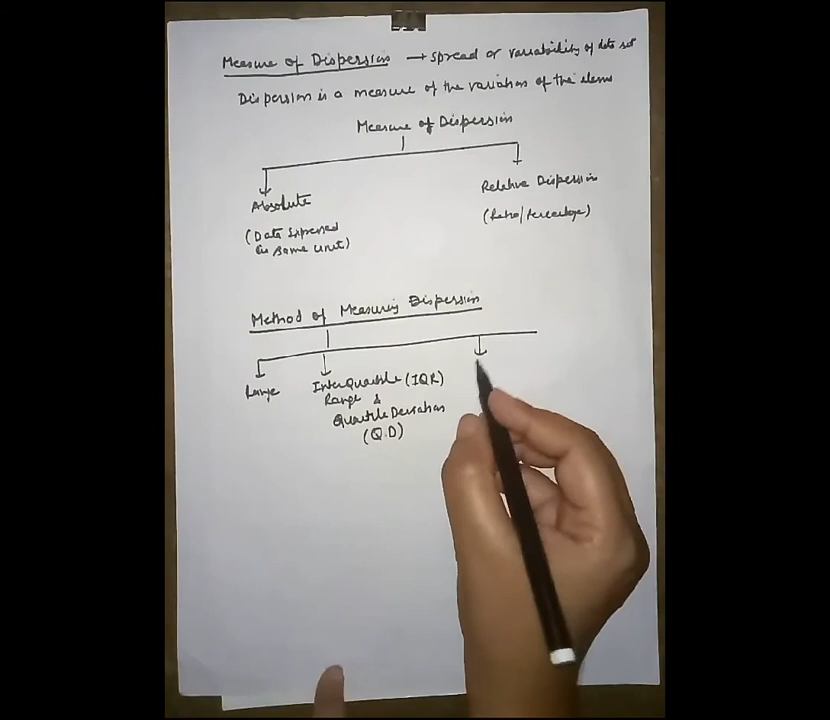 Measure of Dispersion → Spread or variability of data set
Dispersion is a measure of the variation of the items
Measure of Dispersion
Absolute
(Data Expressed
in same unit)
Relative Dispersion
(Ratio/Percentage)
Method of Measuring Dispersion
Range
InterQuartile (IQR)
Range &
Quartile Deviation
(Q.D)